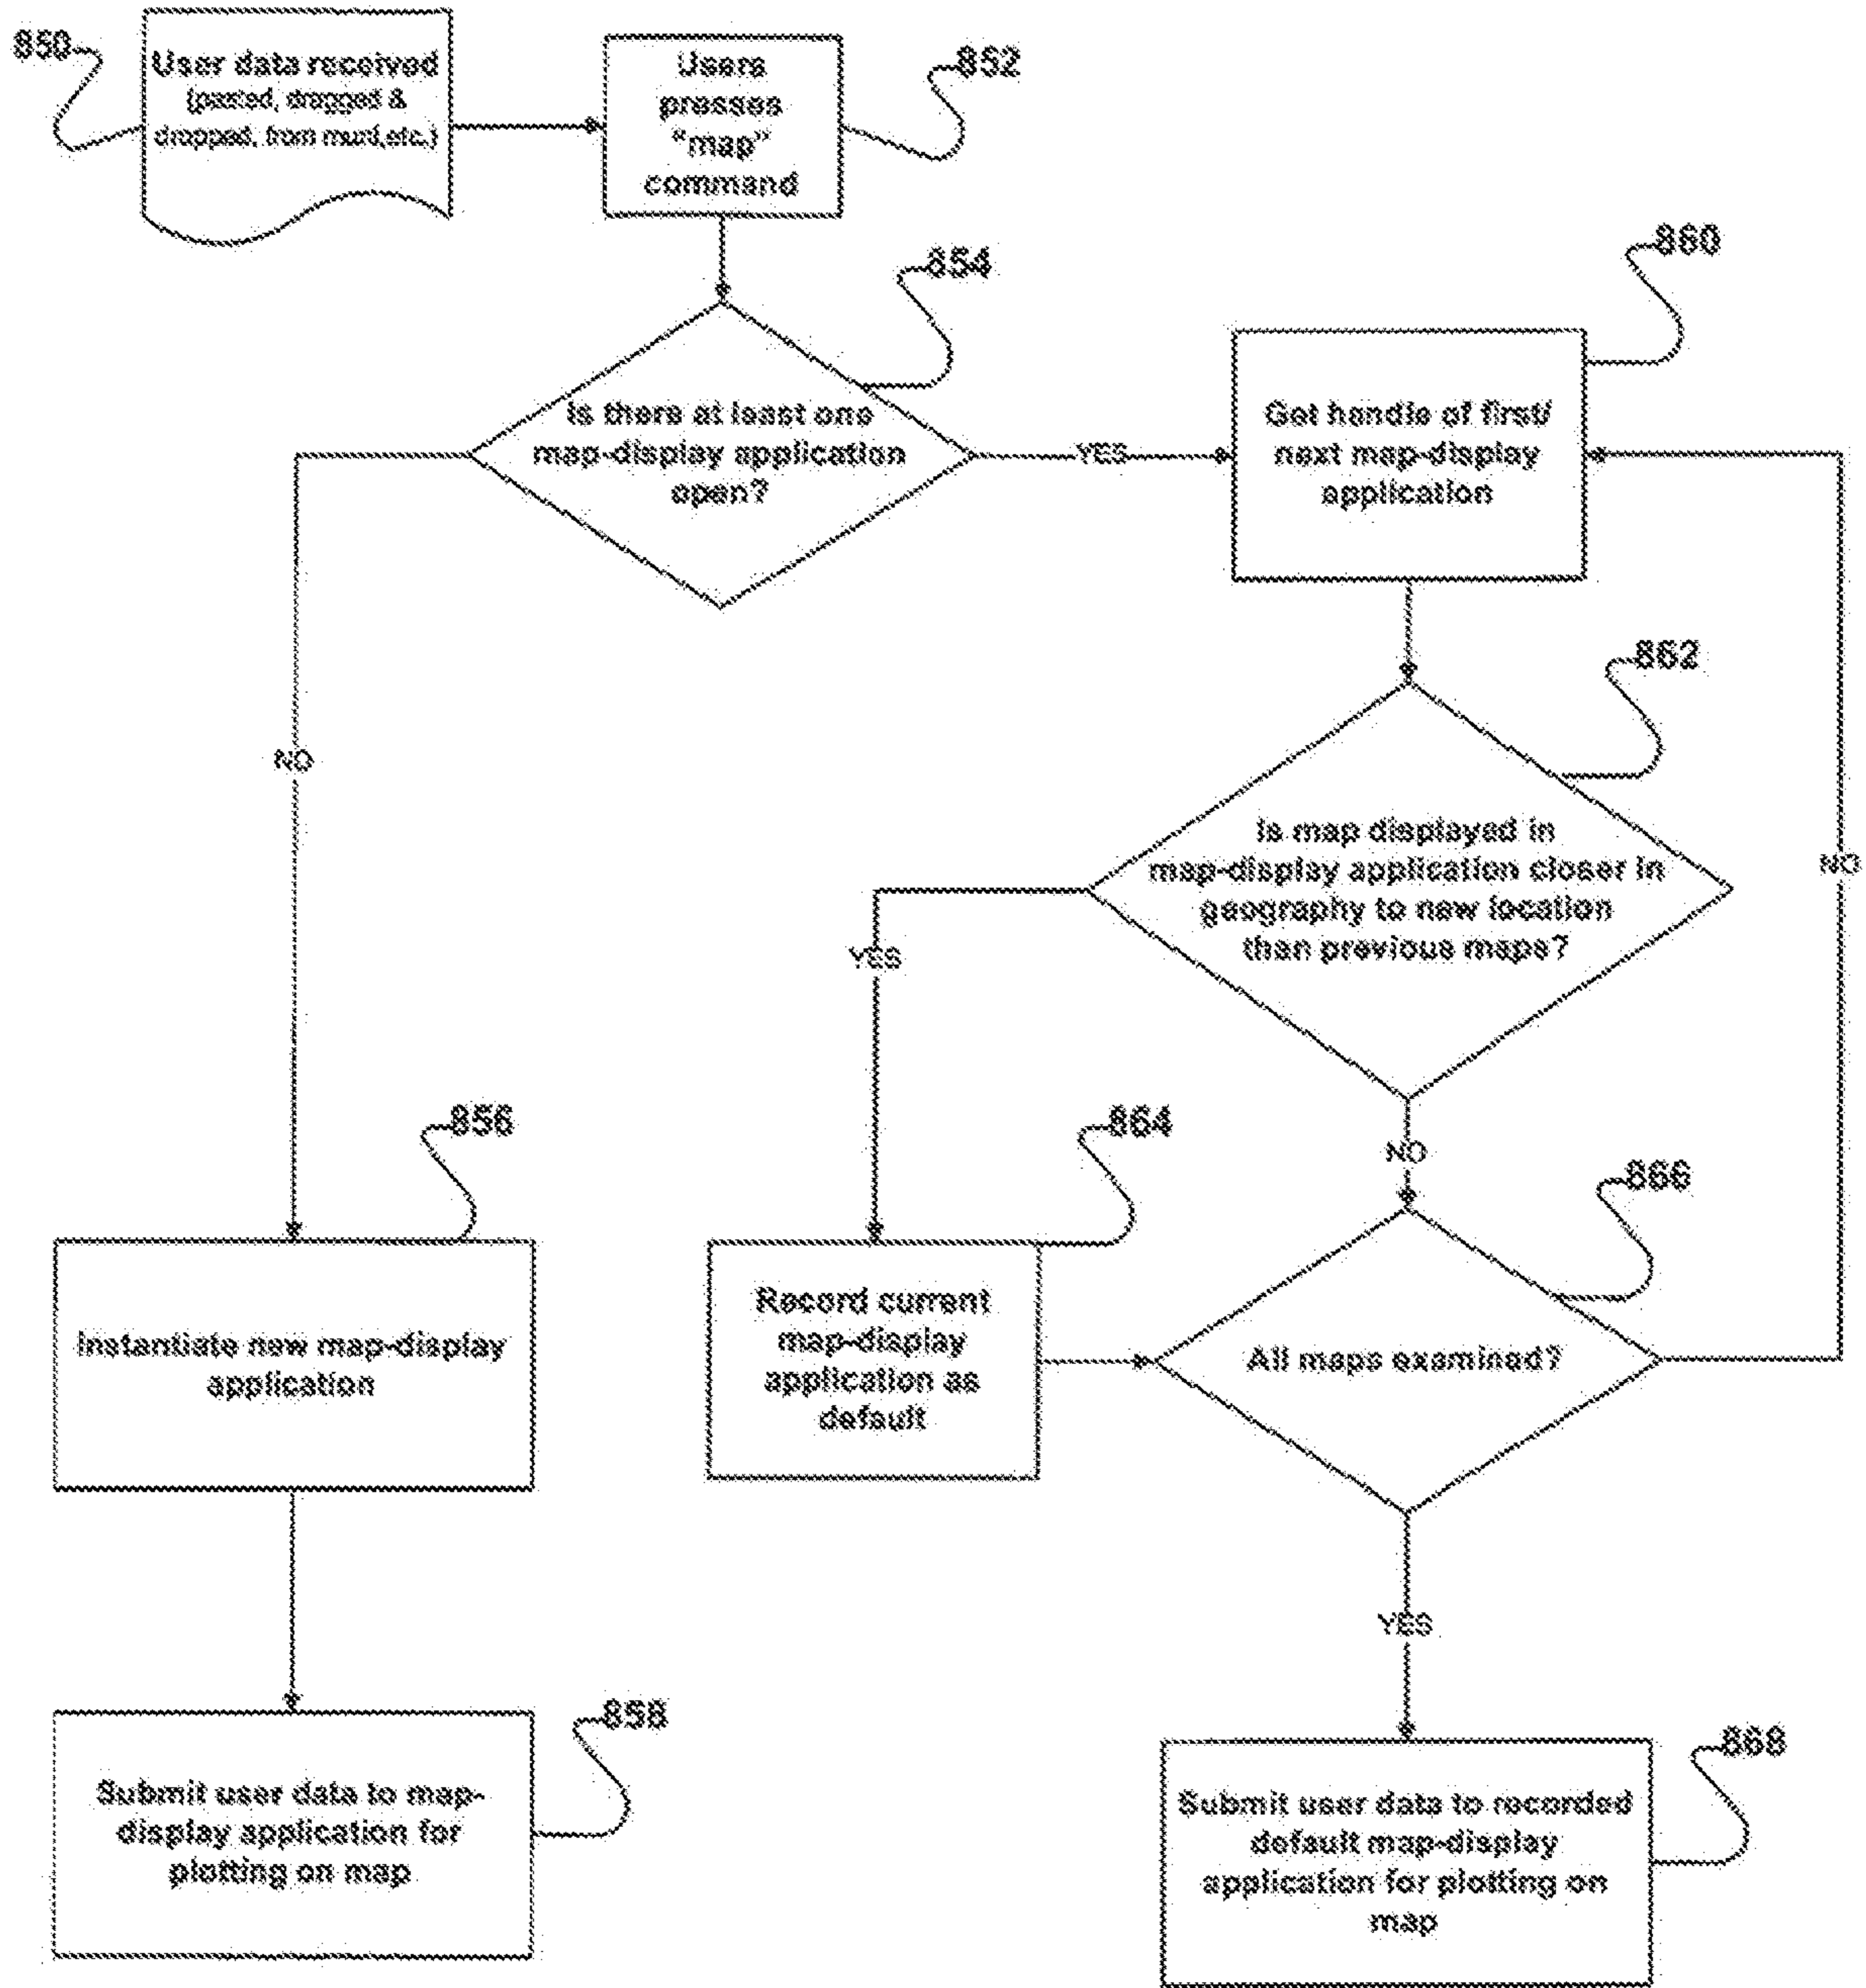 850
User data received
(pasted, dragged &
dropped, from murl,etc.)
Users
presses
"map"
command
852
854
Is there at least one
map-display application
open?
YES
NO
860
Get handle of first/
next map-display
application
862
Is map displayed in
map-display application closer in
geography to new location
than previous maps?
YES
NO
NO
856
Instantiate new map-display
application
864
Record current
map-display
application as
default
866
All maps examined?
YES
858
Submit user data to map-
display application for
plotting on map
868
Submit user data to recorded
default map-display
application for plotting on
map